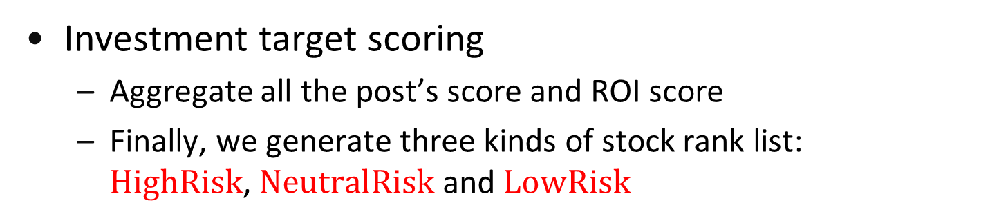 • Investment target scoring
– Aggregate all the post’s score and ROI score
– Finally, we generate three kinds of stock rank list:
HighRisk, NeutralRisk and LowRisk